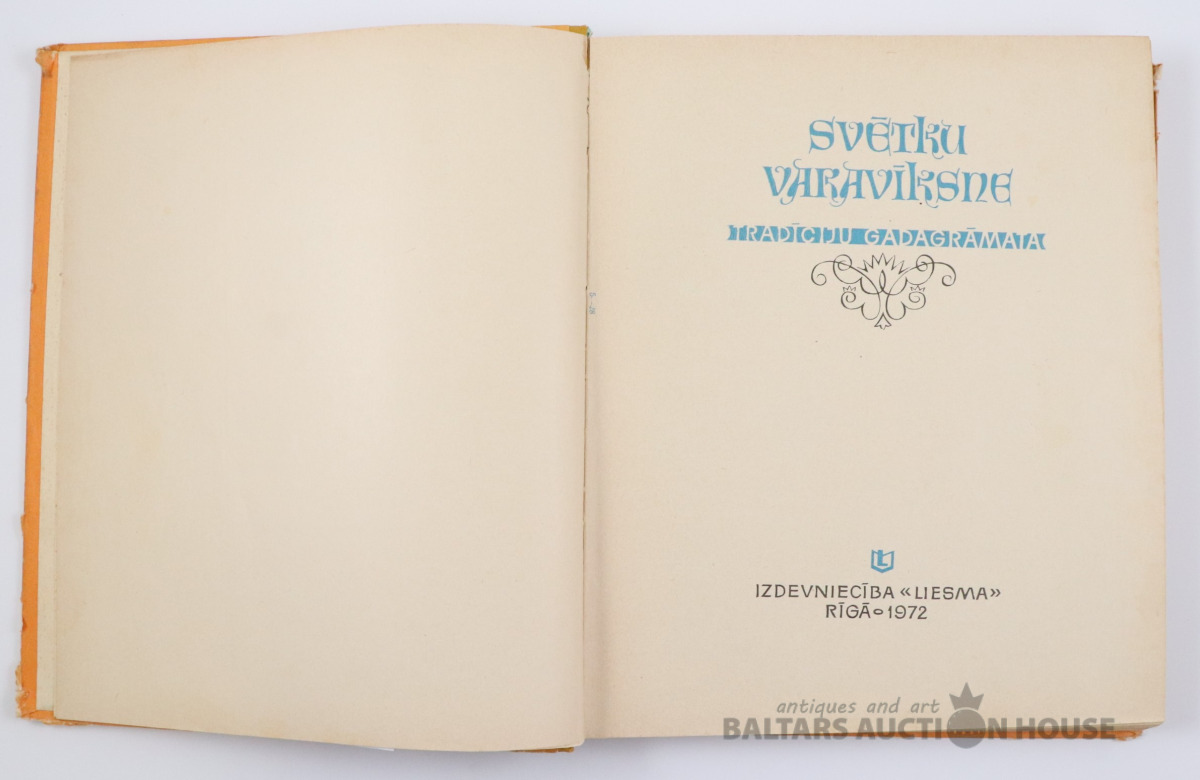 SVĒTKU
VARAVĪKSNE
TRADĪCIJU GADAGRĀMATA
L
IZDEVNIECĪBA «LIESMA»
RĪGĀ 1972
antiques and art
BALTARS AUCTION HOUSE